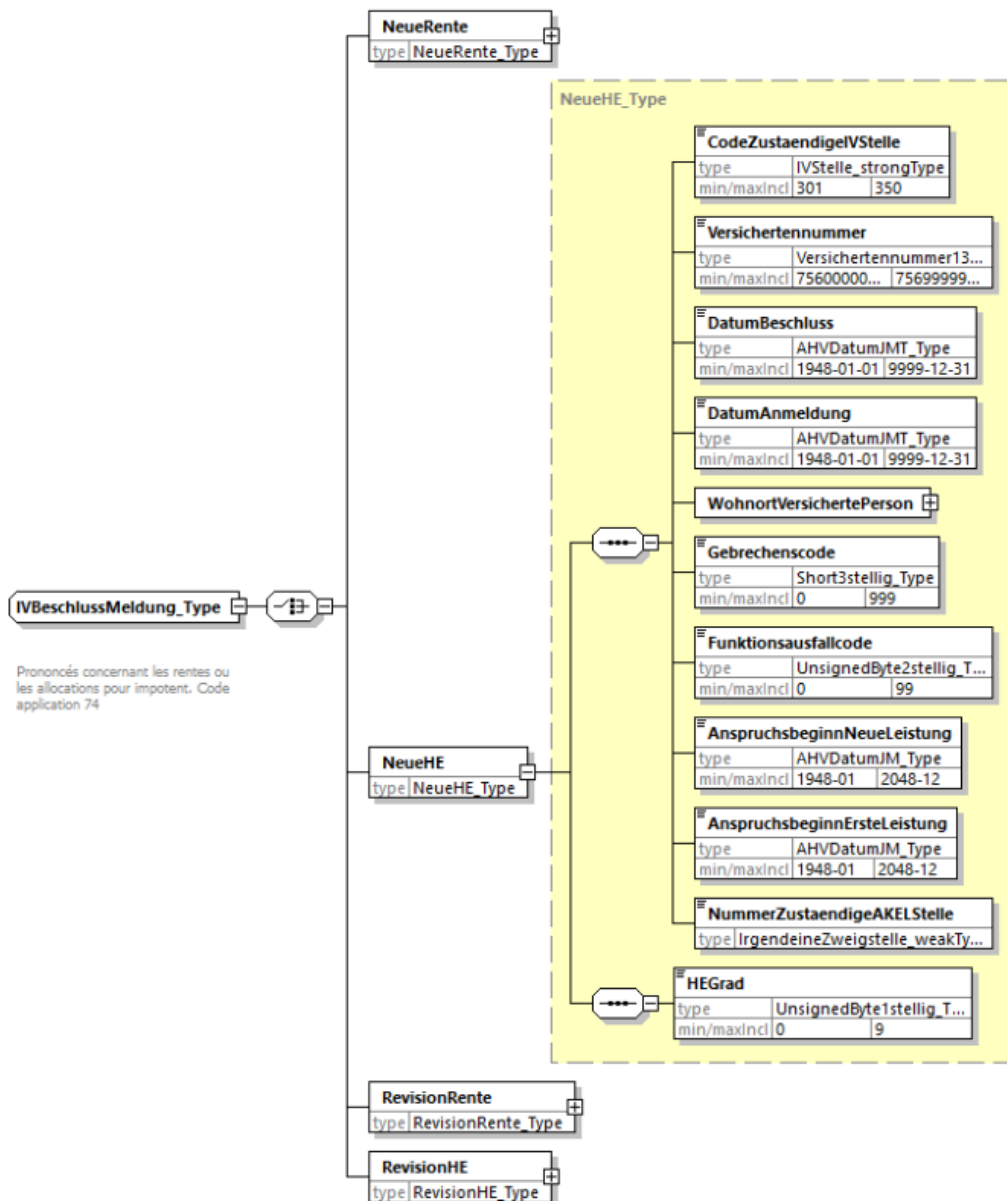 NeueRente
type NeueRente_Type
NeueHE_Type
CodeZustaendigeIVStelle
type IVStelle_strongType
min/maxIncl 301 350
Versichertennummer
type Versichertennummer13...
min/maxIncl 75600000... 75699999...
DatumBeschluss
type AHVDatumJMT_Type
min/maxIncl 1948-01-01 9999-12-31
DatumAnmeldung
type AHVDatumJMT_Type
min/maxIncl 1948-01-01 9999-12-31
WohnortVersichertePerson
Gebrechenscode
type Short3stellig_Type
min/maxIncl 0 999
IVBeschlussMeldung_Type
Prononcés concernant les rentes ou
les allocations pour impotent. Code
application 74
Funktionsausfallcode
type UnsignedByte2stellig_T...
min/maxIncl 0 99
AnspruchsbeginnNeueLeistung
type AHVDatumJM_Type
min/maxIncl 1948-01 2048-12
NeueHE
type NeueHE_Type
AnspruchsbeginnErsteLeistung
type AHVDatumJM_Type
min/maxIncl 1948-01 2048-12
NummerZustaendigeAKELStelle
type IrgendeineZweigstelle_weakTy...
HEGrad
type UnsignedByte1stellig_T...
min/maxIncl 0 9
RevisionRente
type RevisionRente_Type
RevisionHE
type RevisionHE_Type